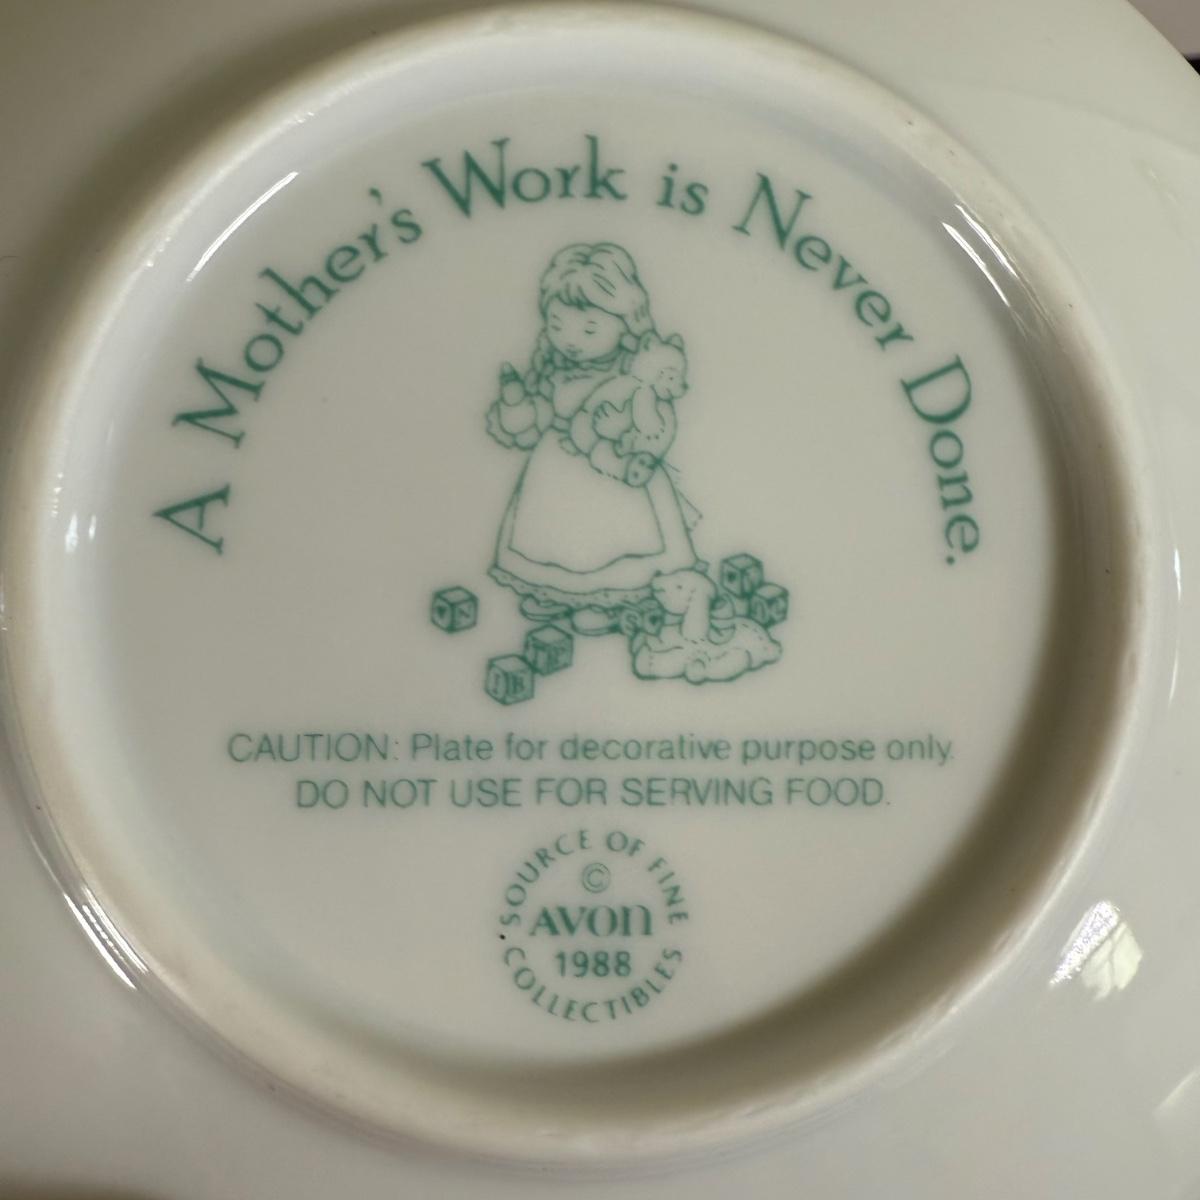 A Mother's Work is Never Done.
CAUTION: Plate for decorative purpose only.
DO NOT USE FOR SERVING FOOD.
SOURCE OF FINE
©
AVON
1988
COLLECTIBLES